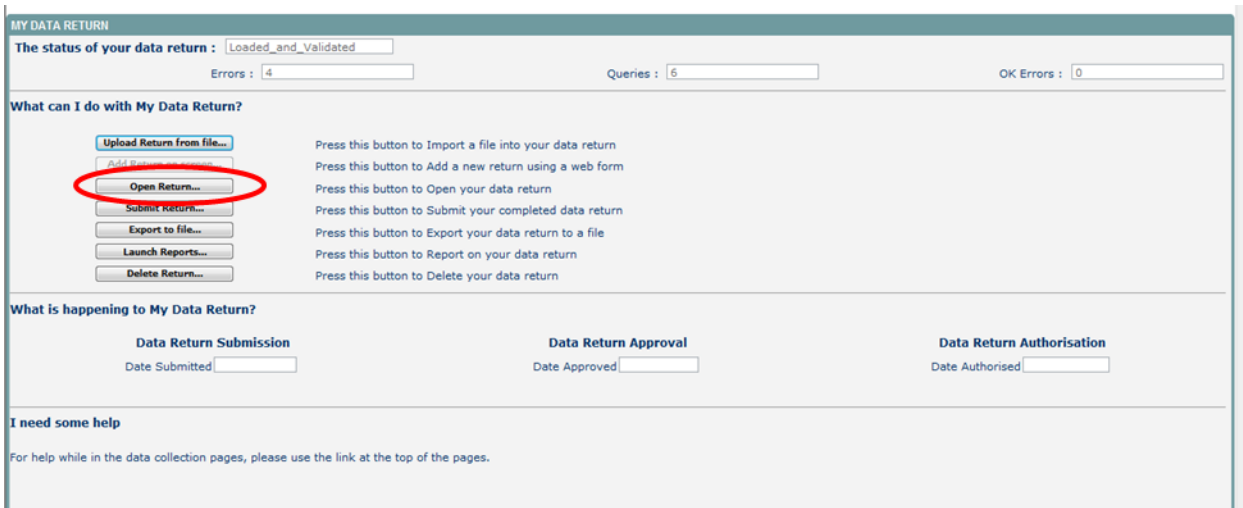 MY DATA RETURN
The status of your data return : Loaded_and_Validated
Errors : 4 Queries : 6 OK Errors : 0
What can I do with My Data Return?
Upload Return from file... Press this button to Import a file into your data return
Add Return on screen... Press this button to Add a new return using a web form
Open Return... Press this button to Open your data return
Submit Return... Press this button to Submit your completed data return
Export to file... Press this button to Export your data return to a file
Launch Reports... Press this button to Report on your data return
Delete Return... Press this button to Delete your data return
What is happening to My Data Return?
Data Return Submission Data Return Approval Data Return Authorisation
Date Submitted Date Approved Date Authorised
I need some help
For help while in the data collection pages, please use the link at the top of the pages.